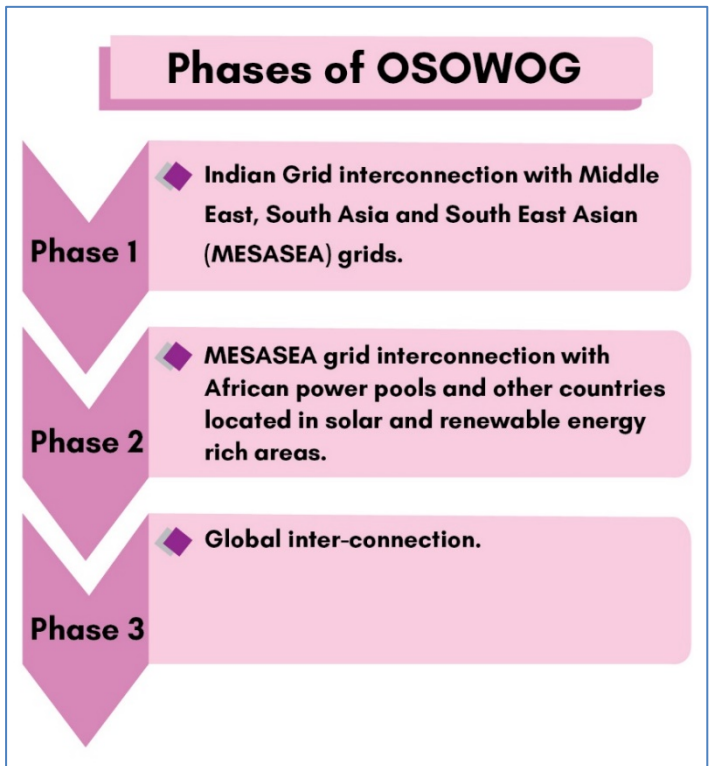 Phases of OSOWOG
Phase 1
Indian Grid interconnection with Middle
East, South Asia and South East Asian
(MESASEA) grids.
Phase 2
MESASEA grid interconnection with
African power pools and other countries
located in solar and renewable energy
rich areas.
Phase 3
Global inter-connection.